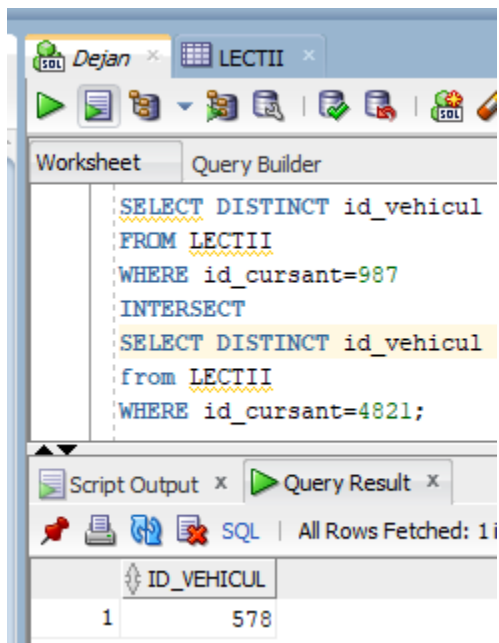 Dejan × LECTII ×
SQL
Worksheet Query Builder
SELECT DISTINCT id_vehicul
FROM LECTII
WHERE id_cursant=987
INTERSECT
SELECT DISTINCT id_vehicul
from LECTII
WHERE id_cursant=4821;
Script Output x Query Result x
SQL | All Rows Fetched: 1 i
ID_VEHICUL
1 578